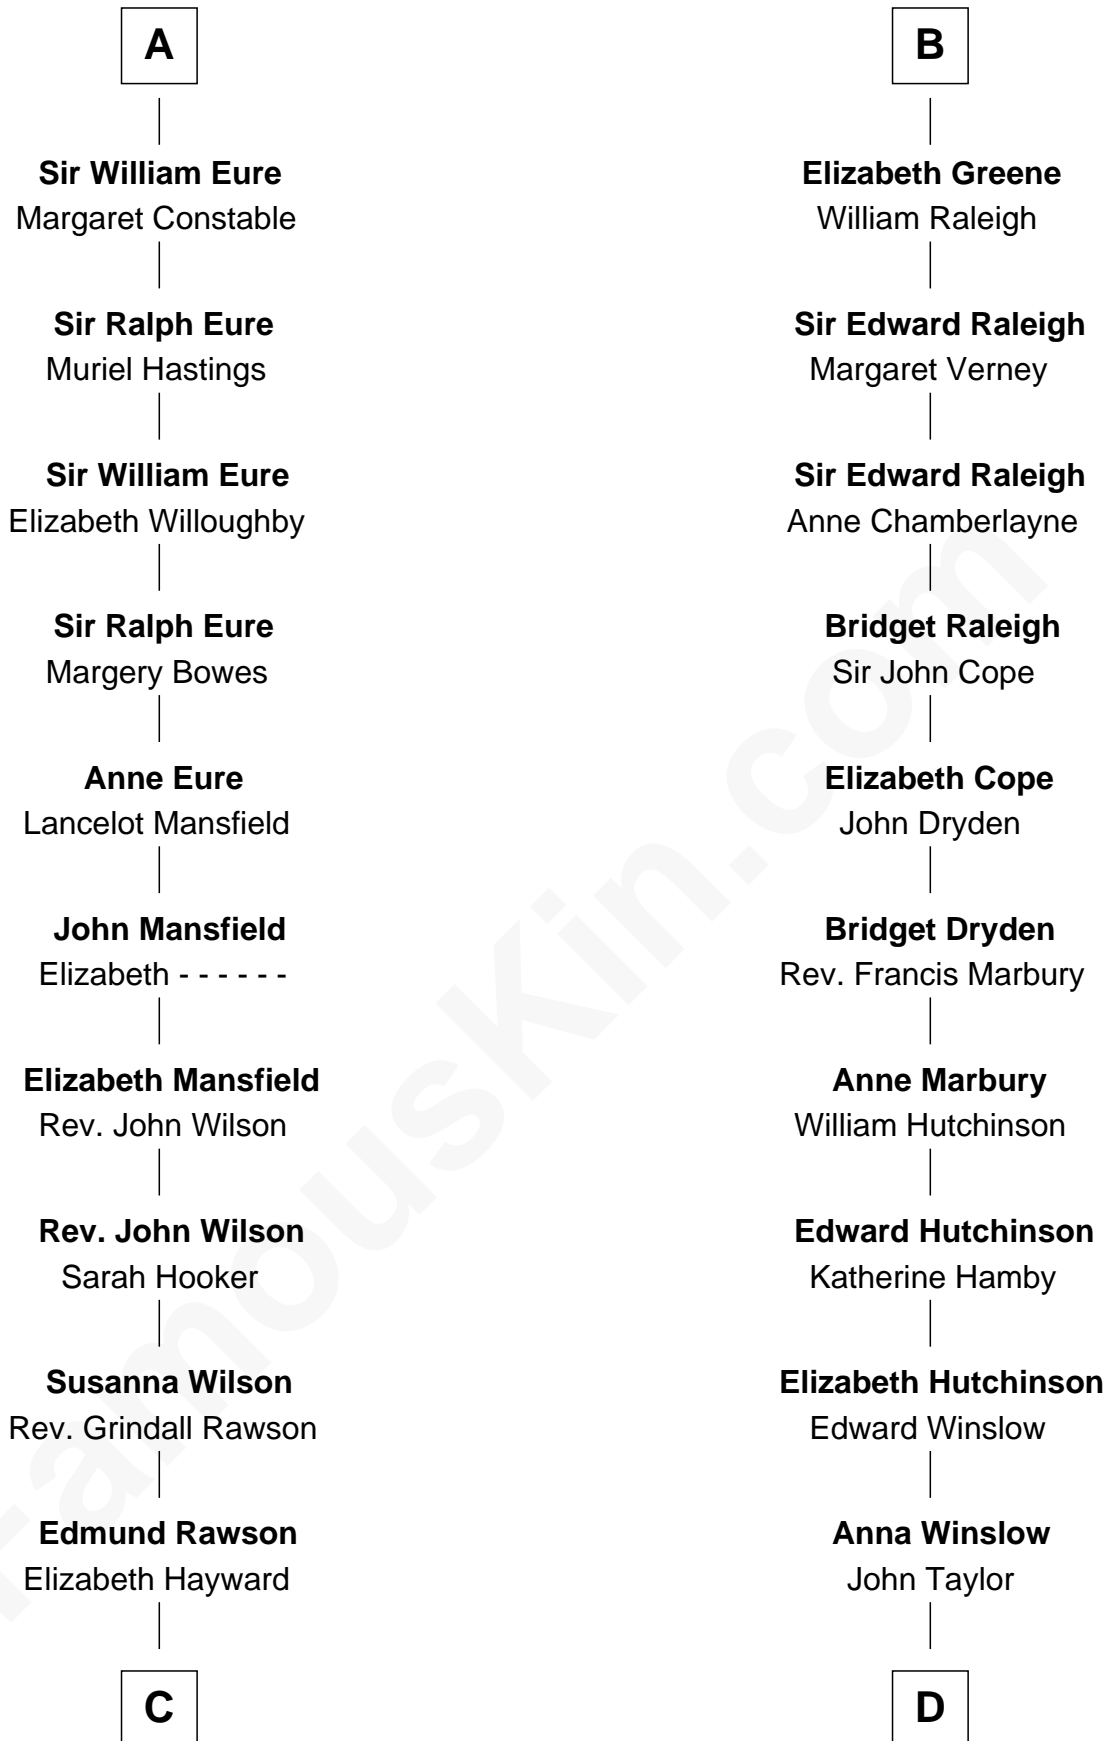 A
Sir William Eure
Margaret Constable
Sir Ralph Eure
Muriel Hastings
Sir William Eure
Elizabeth Willoughby
Sir Ralph Eure
Margery Bowes
Anne Eure
Lancelot Mansfield
John Mansfield
Elizabeth - - - - - -
Elizabeth Mansfield
Rev. John Wilson
Rev. John Wilson
Sarah Hooker
Susanna Wilson
Rev. Grindall Rawson
Edmund Rawson
Elizabeth Hayward
C
B
Elizabeth Greene
William Raleigh
Sir Edward Raleigh
Margaret Verney
Sir Edward Raleigh
Anne Chamberlayne
Bridget Raleigh
Sir John Cope
Elizabeth Cope
John Dryden
Bridget Dryden
Rev. Francis Marbury
Anne Marbury
William Hutchinson
Edward Hutchinson
Katherine Hamby
Elizabeth Hutchinson
Edward Winslow
Anna Winslow
John Taylor
D
FamousKin.com